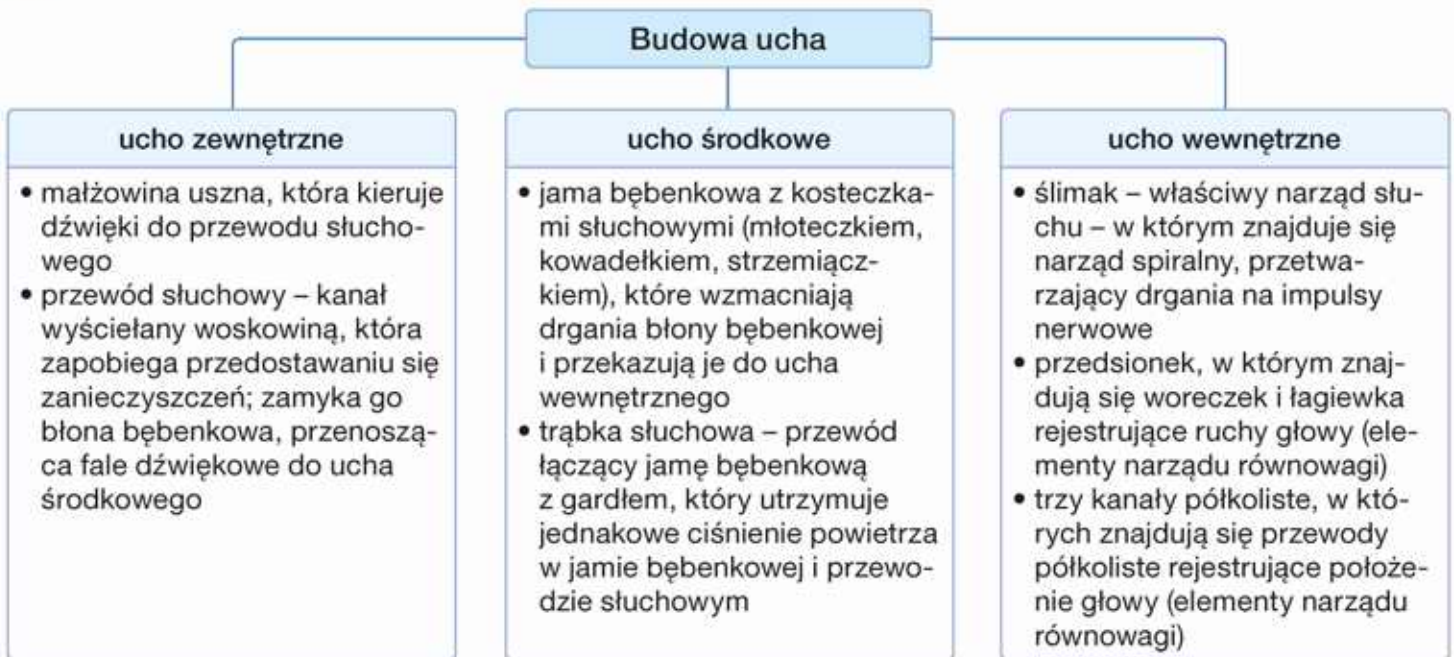 Budowa ucha
ucho zewnętrzne
• małżowina uszna, która kieruje
dźwięki do przewodu słucho-
wego
• przewód słuchowy – kanał
wyściełany woskowiną, która
zapobiega przedostawaniu się
zanieczyszczeń; zamyka go
błona bębenkowa, przenoszą-
ca fale dźwiękowe do ucha
środkowego
ucho środkowe
• jama bębenkowa z kosteczka-
mi słuchowymi (młoteczkiem,
kowadełkiem, strzemiącz-
kiem), które wzmacniają
drgania błony bębenkowej
i przekazują je do ucha
wewnętrznego
• trąbka słuchowa – przewód
łączący jamę bębenkową
z gardłem, który utrzymuje
jednakowe ciśnienie powietrza
w jamie bębenkowej i przewo-
dzie słuchowym
ucho wewnętrzne
• ślimak – właściwy narząd słu-
chu – w którym znajduje się
narząd spiralny, przetwa-
rzający drgania na impulsy
nerwowe
• przedsionek, w którym znaj-
dują się woreczek i łagiewka
rejestrujące ruchy głowy (ele-
menty narządu równowagi)
• trzy kanały półkoliste, w któ-
rych znajdują się przewody
półkoliste rejestrujące położe-
nie głowy (elementy narządu
równowagi)